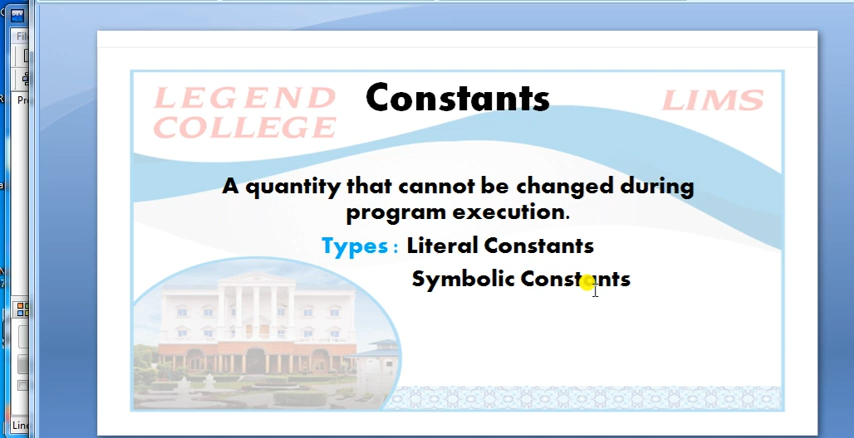 LEGEND
COLLEGE
Constants
LIMS
A quantity that cannot be changed during
program execution.
Types : Literal Constants
Symbolic Constants